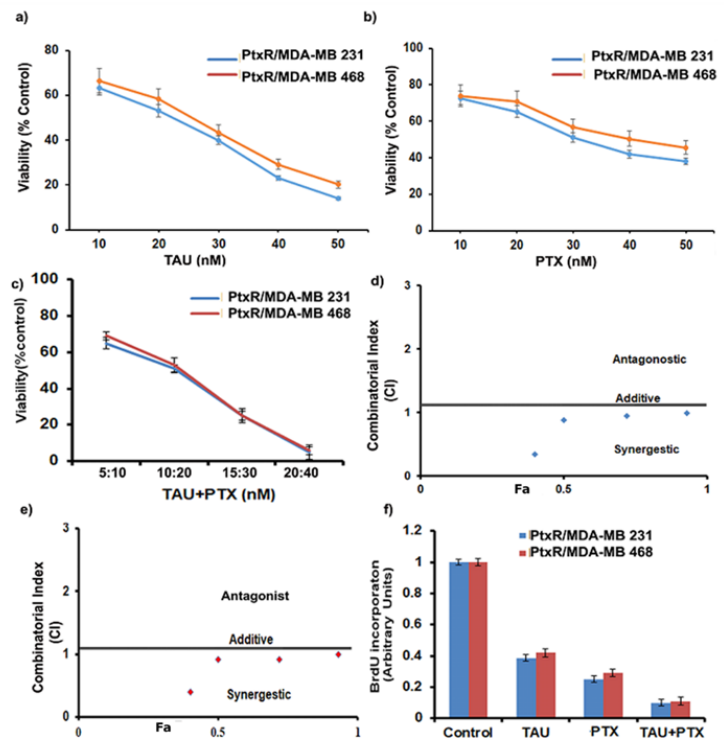 a)
PtxR/MDA-MB 231
PtxR/MDA-MB 468
Viability (% Control)
80
60
40
20
0
10 20 30 40 50
TAU (nM)
b)
PtxR/MDA-MB 231
PtxR/MDA-MB 468
Viability (% Control)
100
80
60
40
20
0
10 20 30 40 50
PTX (nM)
c)
PtxR/MDA-MB 231
PtxR/MDA-MB 468
Viability(%control)
100
80
60
40
20
0
5:10 10:20 15:30 20:40
TAU+PTX (nM)
d)
Combinatorial Index
(CI)
3
2
1
0
Antagonostic
Additive
Synergestic
0 0.5 1
Fa
e)
Combinatorial Index
(CI)
3
2
1
0
Antagonist
Additive
Synergestic
0 0.5 1
Fa
f)
PtxR/MDA-MB 231
PtxR/MDA-MB 468
BrdU incorporaton
(Arbitrary Units)
1.2
1
0.8
0.6
0.4
0.2
0
Control TAU PTX TAU+PTX